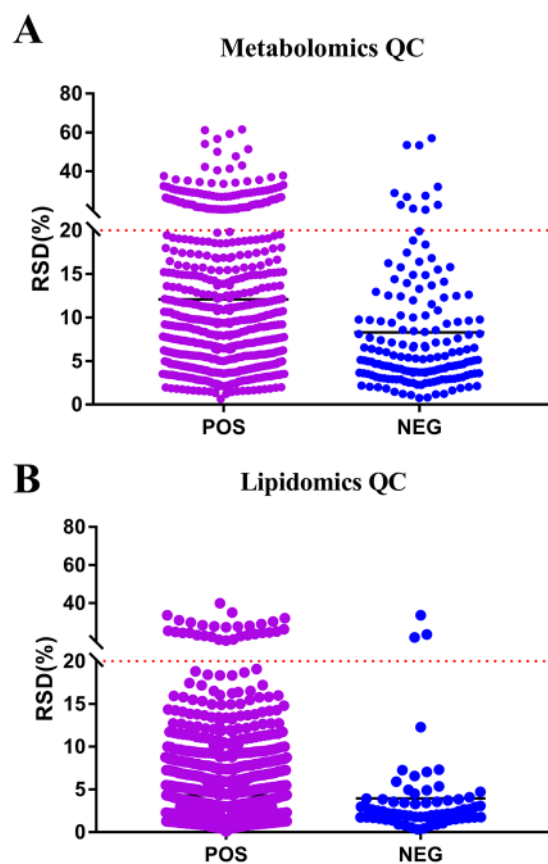 A
Metabolomics QC
RSD(%)
80
60
40
20
15
10
5
0
POS
NEG
B
Lipidomics QC
RSD(%)
80
60
40
20
15
10
5
0
POS
NEG